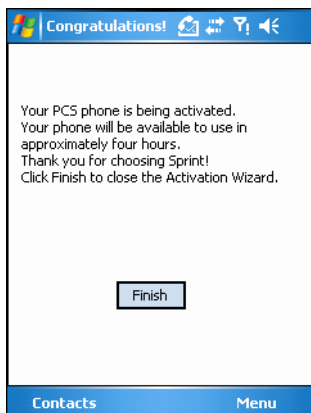 Congratulations!
Your PCS phone is being activated.
Your phone will be available to use in
approximately four hours.
Thank you for choosing Sprint!
Click Finish to close the Activation Wizard.
Finish
Contacts Menu